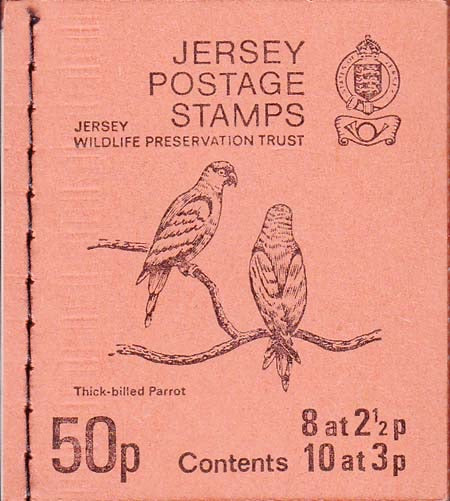 JERSEY
POSTAGE
STAMPS
JERSEY
WILDLIFE PRESERVATION TRUST
Thick-billed Parrot
50p
Contents
8 at 2½p
10 at 3p